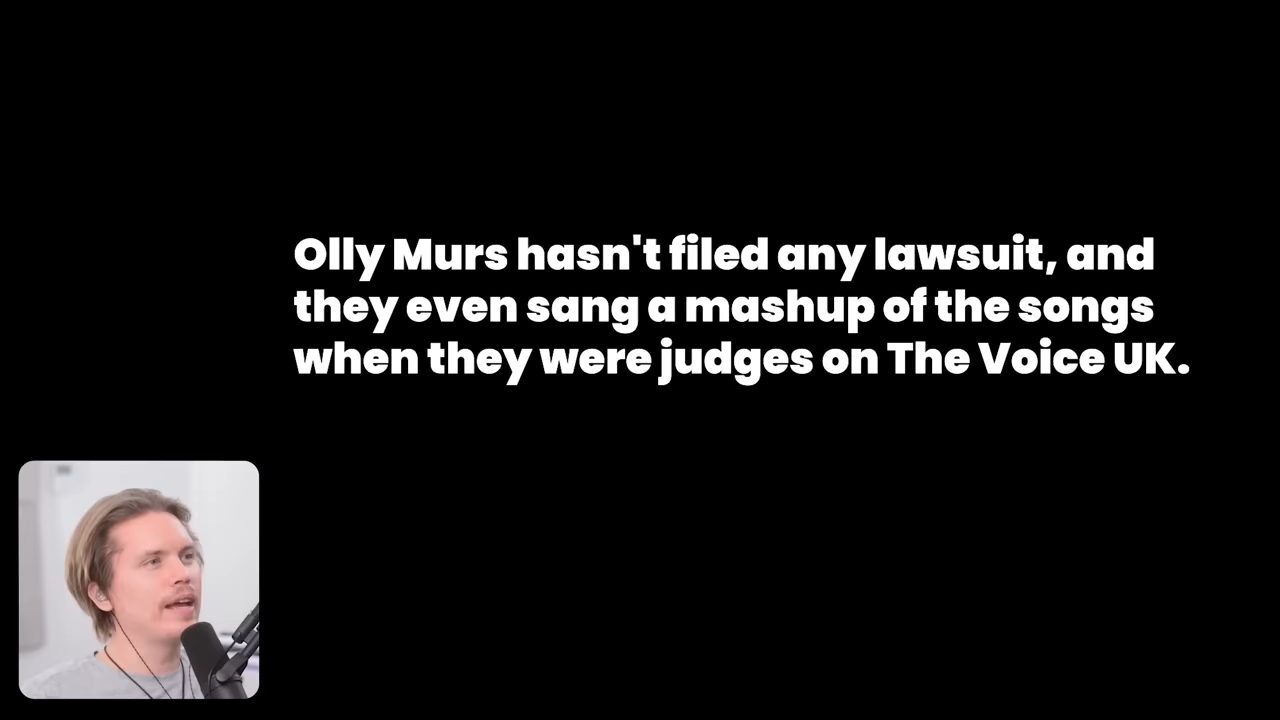 Olly Murs hasn't filed any lawsuit, and
they even sang a mashup of the songs
when they were judges on The Voice UK.